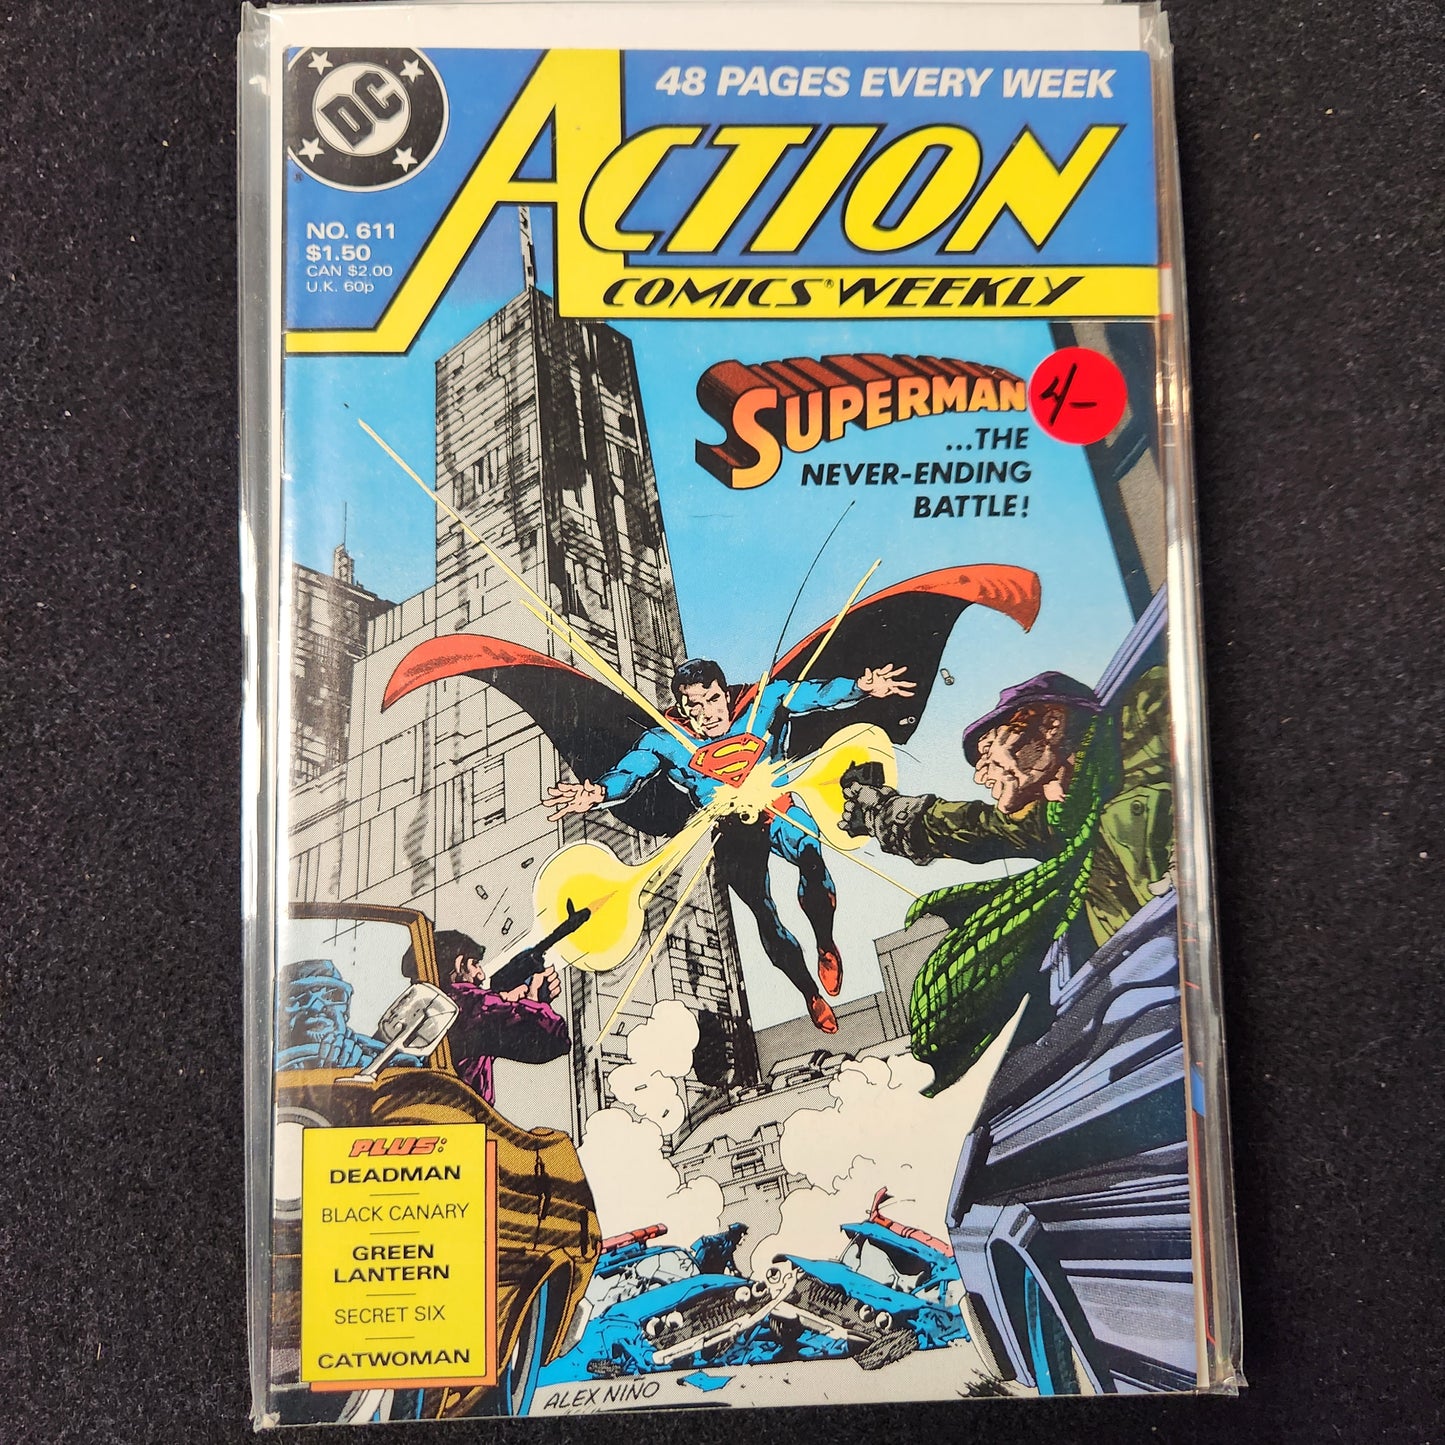 DC
48 PAGES EVERY WEEK
ACTION
COMICS® WEEKLY
NO. 611
$1.50
CAN $2.00
U.K. 60p
SUPERMAN
4/-
...THE
NEVER-ENDING
BATTLE!
S
PLUS:
DEADMAN
BLACK CANARY
GREEN
LANTERN
SECRET SIX
CATWOMAN
ALEX NIÑO